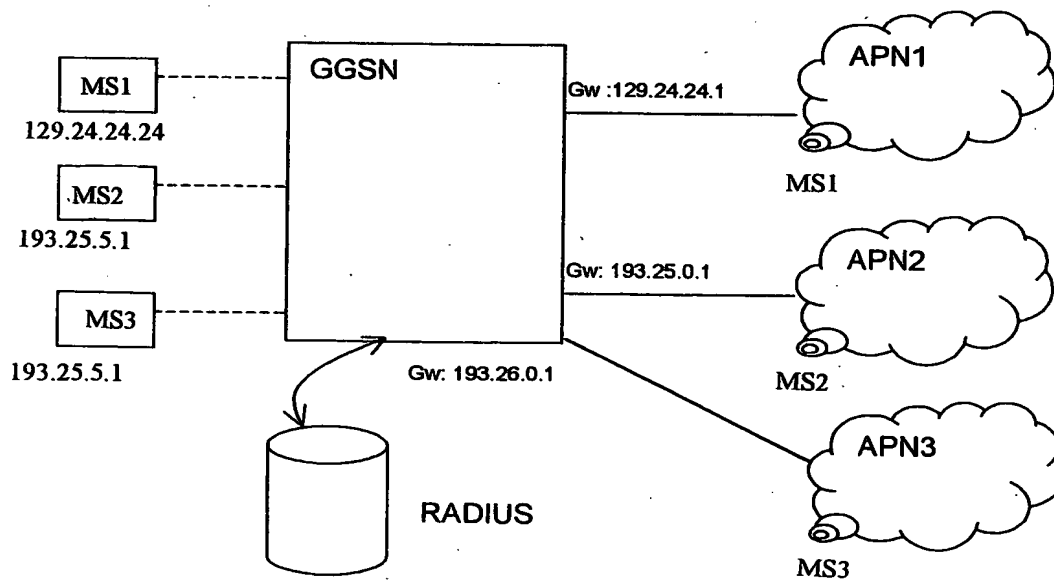 GGSN
APN1
MS1
Gw :129.24.24.1
129.24.24.24
MS1
MS2
193.25.5.1
APN2
Gw: 193.25.0.1
MS3
MS2
193.25.5.1
Gw: 193.26.0.1
APN3
RADIUS
MS3